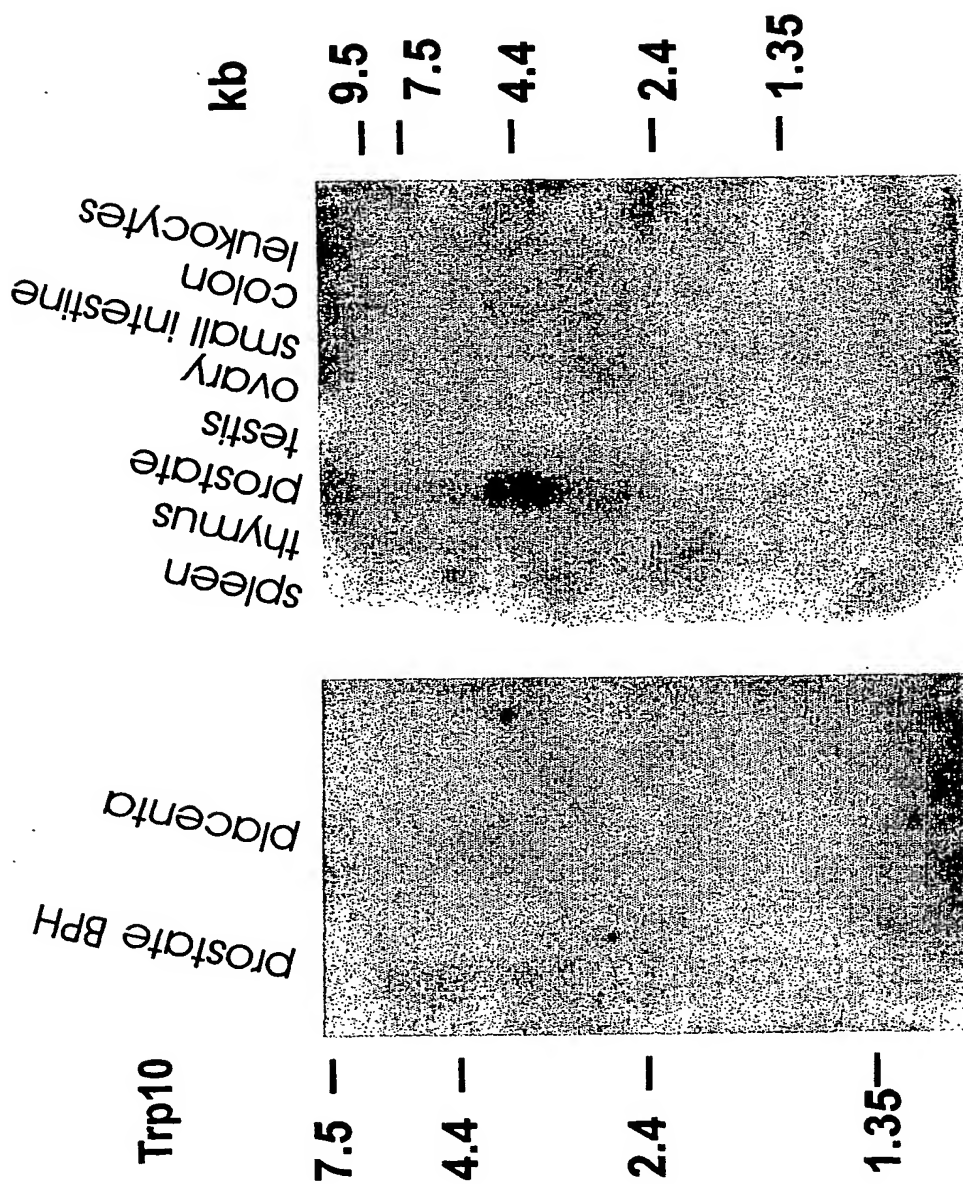 Trp10
7.5
4.4
2.4
1.35
prostate BPH
placenta
spleen
thymus
prostate
testis
ovary
small intestine
colon
leukocytes
kb
9.5
7.5
4.4
2.4
1.35